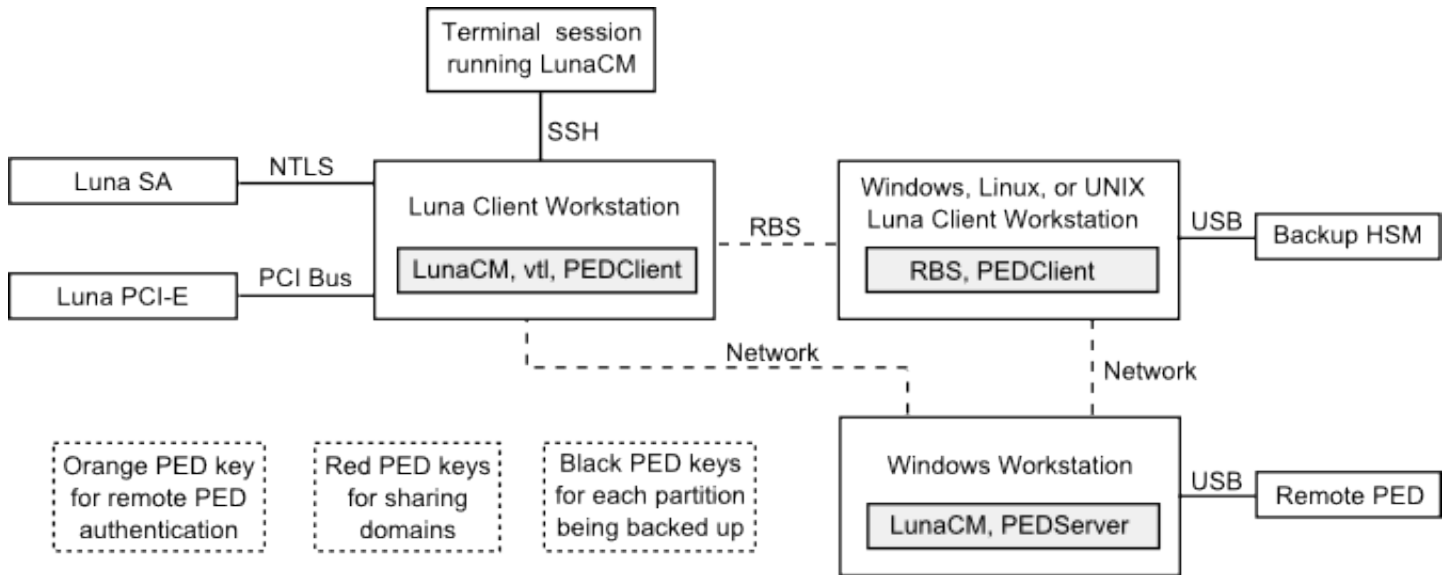 Terminal session
running LunaCM
SSH
Luna SA
NTLS
Luna PCI-E
PCI Bus
Luna Client Workstation
LunaCM, vtl, PEDClient
RBS
Windows, Linux, or UNIX
Luna Client Workstation
RBS, PEDClient
USB
Backup HSM
Network
Network
Orange PED key
for remote PED
authentication
Red PED keys
for sharing
domains
Black PED keys
for each partition
being backed up
Windows Workstation
LunaCM, PEDServer
USB
Remote PED